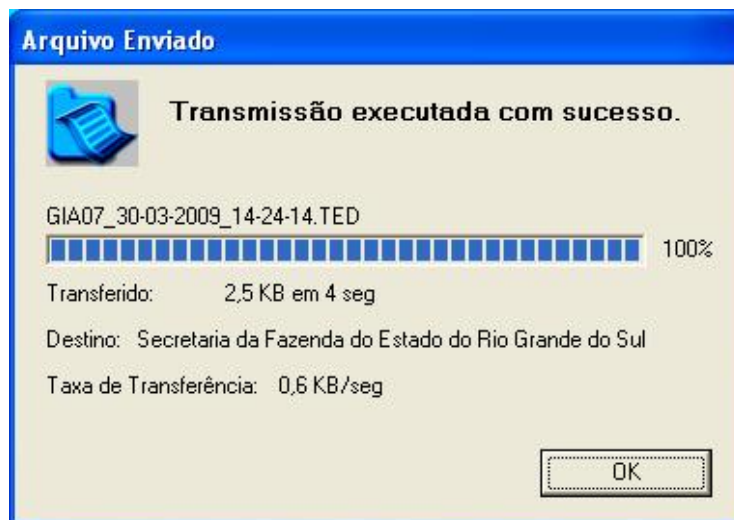 Arquivo Enviado
Transmissão executada com sucesso.
GIA07_30-03-2009_14-24-14.TED
100%
Transferido: 2,5 KB em 4 seg
Destino: Secretaria da Fazenda do Estado do Rio Grande do Sul
Taxa de Transferência: 0,6 KB/seg
OK